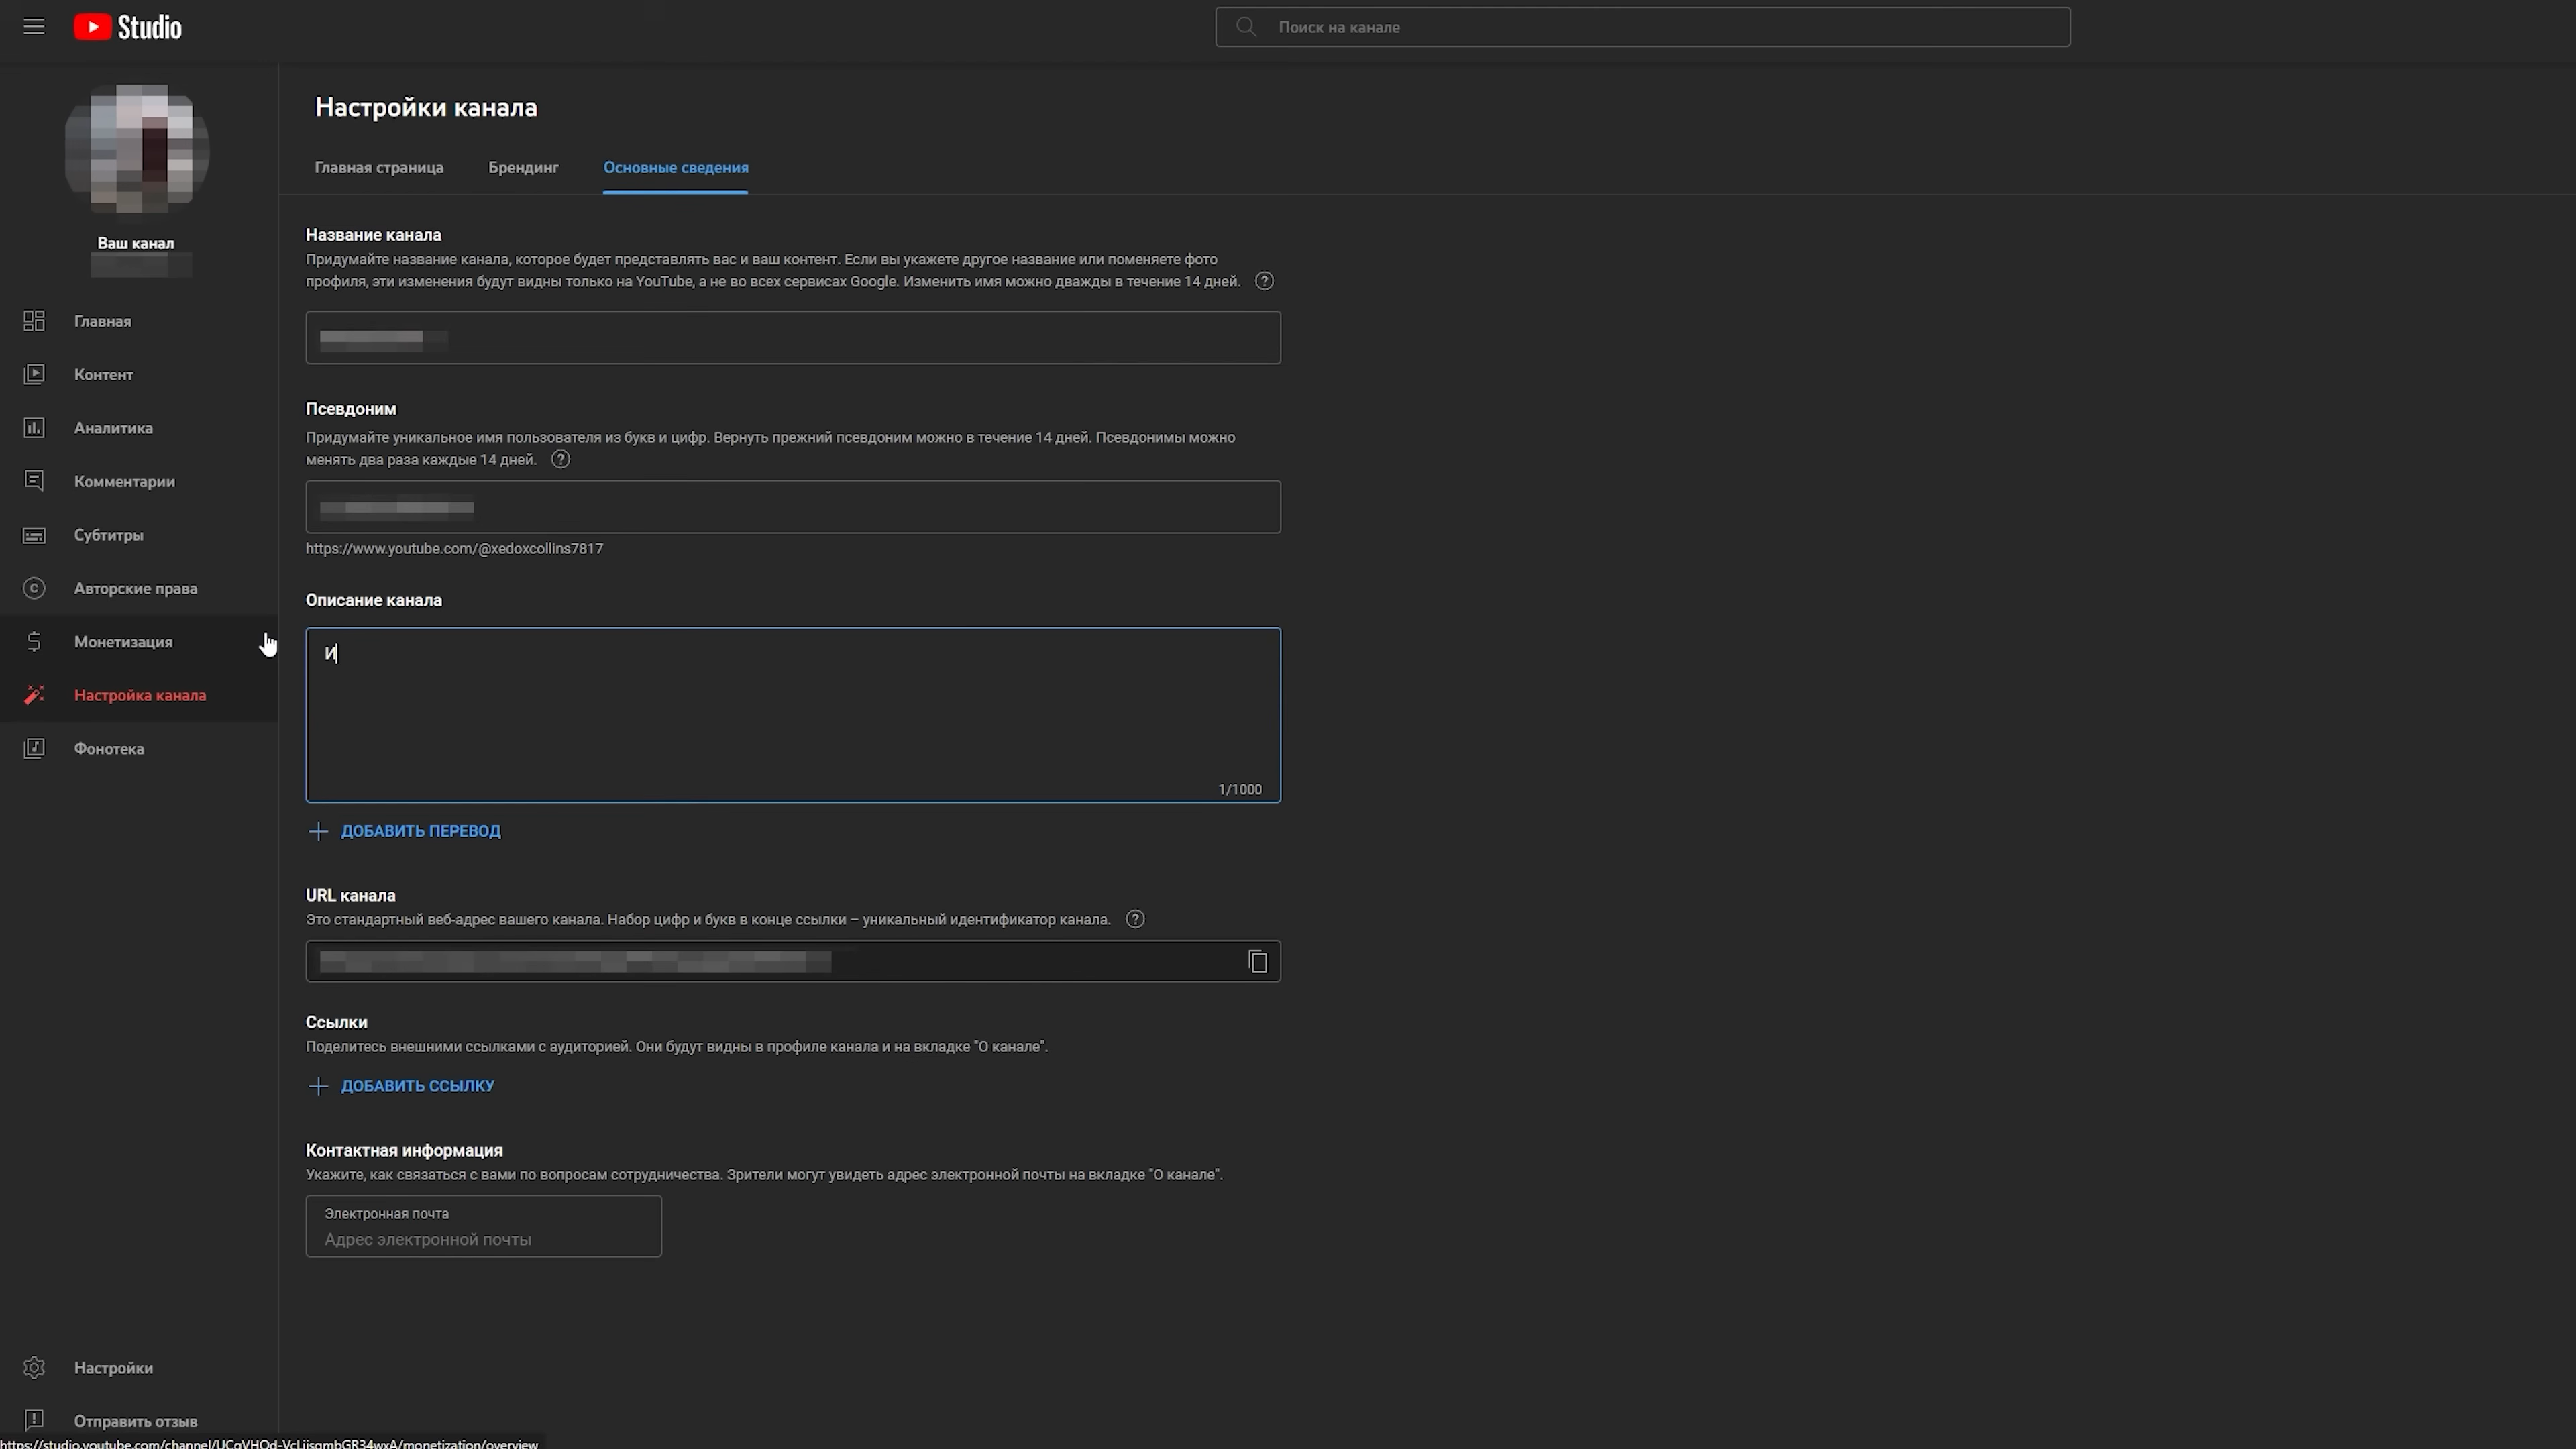 Studio
Поиск на канале
Ваш канал
Главная
Контент
Аналитика
Комментарии
Субтитры
Авторские права
Монетизация
Настройка канала
Фонотека
Настройки
Отправить отзыв
Настройки канала
Главная страница Брендинг Основные сведения
Название канала
Придумайте название канала, которое будет представлять вас и ваш контент. Если вы укажете другое название или поменяете фото
профиля, эти изменения будут видны только на YouTube, а не во всех сервисах Google. Изменить имя можно дважды в течение 14 дней.
Псевдоним
Придумайте уникальное имя пользователя из букв и цифр. Вернуть прежний псевдоним можно в течение 14 дней. Псевдонимы можно
менять два раза каждые 14 дней.
https://www.youtube.com/@xedoxcollins7817
Описание канала
И
1/1000
ДОБАВИТЬ ПЕРЕВОД
URL канала
Это стандартный веб-адрес вашего канала. Набор цифр и букв в конце ссылки – уникальный идентификатор канала.
Ссылки
Поделитесь внешними ссылками с аудиторией. Они будут видны в профиле канала и на вкладке "О канале".
ДОБАВИТЬ ССЫЛКУ
Контактная информация
Укажите, как связаться с вами по вопросам сотрудничества. Зрители могут увидеть адрес электронной почты на вкладке "О канале".
Электронная почта
Адрес электронной почты